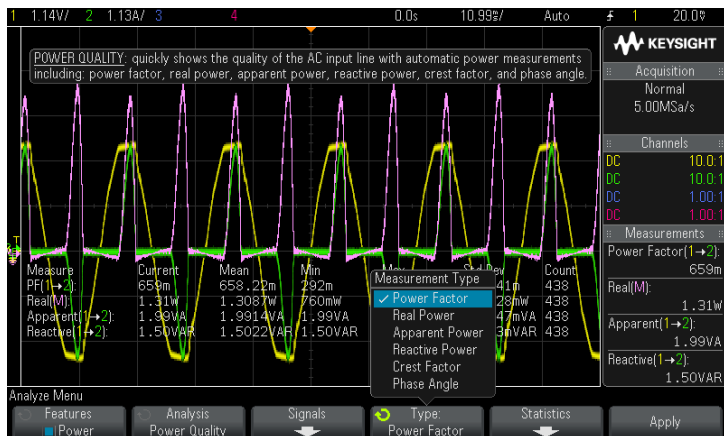 1 1.14V/ 2 1.13A/ 3 4 0.0s 10.99%/ Auto 1 20.0V
KEYSIGHT
POWER QUALITY: quickly shows the quality of the AC input line with automatic power measurements
including: power factor, real power, apparent power, reactive power, crest factor, and phase angle.
Acquisition
Normal
5.00MSa/s
Channels
DC 10.0:1
DC 10.0:1
DC 1.00:1
DC 1.00:1
Measurements
Power Factor(1→2):
659m
Real(M):
1.31W
Apparent(1→2):
1.99VA
Reactive(1→2):
1.50VAR
Measure Current Mean Min Dev Count
PF(1→2): 659m 658.22m 292m 41m 438
Real(M): 1.31W 1.3087W 760mW 28mW 438
Apparent(1→2): 1.99VA 1.9914VA 1.99VA 47mVA 438
Reactive(1→2): 1.50VAR 1.5022VAR 1.50VAR mVAR 438
Measurement Type
Power Factor
Real Power
Apparent Power
Reactive Power
Crest Factor
Phase Angle
Analyze Menu
Features
Power
Analysis
Power Quality
Signals
Type:
Power Factor
Statistics
Apply